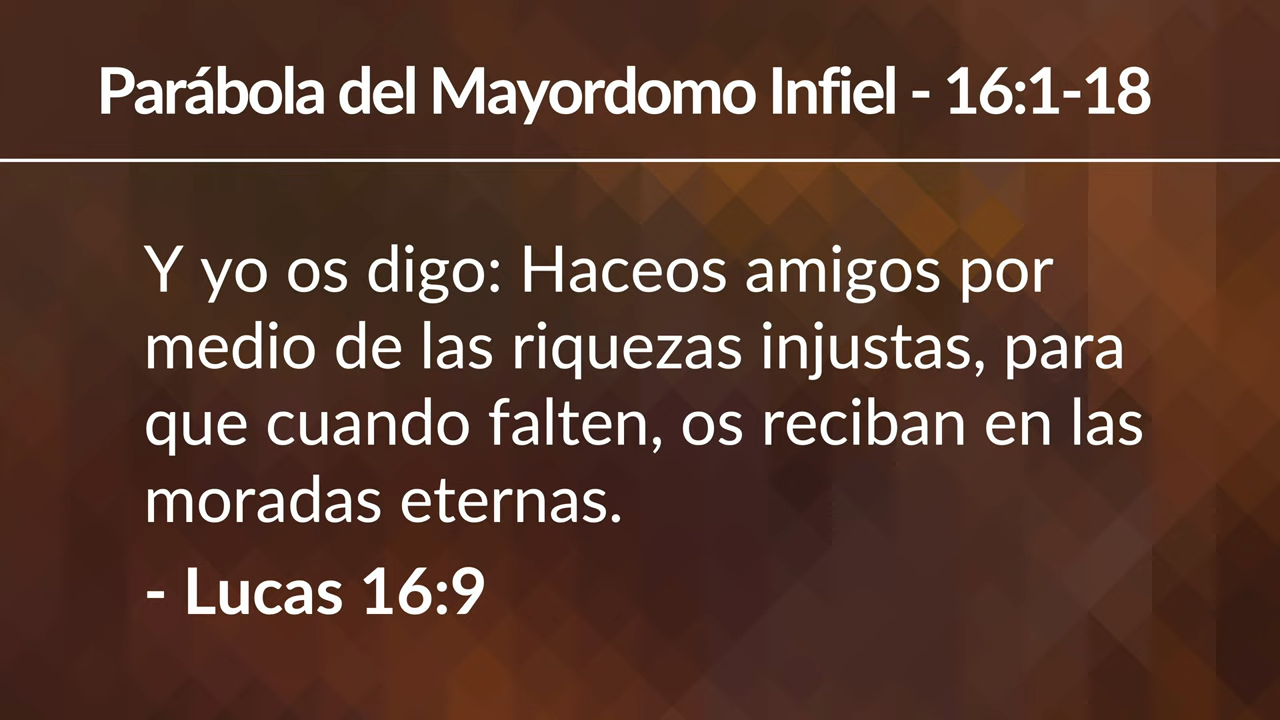 Parábola del Mayordomo Infiel - 16:1-18
Y yo os digo: Haceos amigos por
medio de las riquezas injustas, para
que cuando falten, os reciban en las
moradas eternas.
- Lucas 16:9